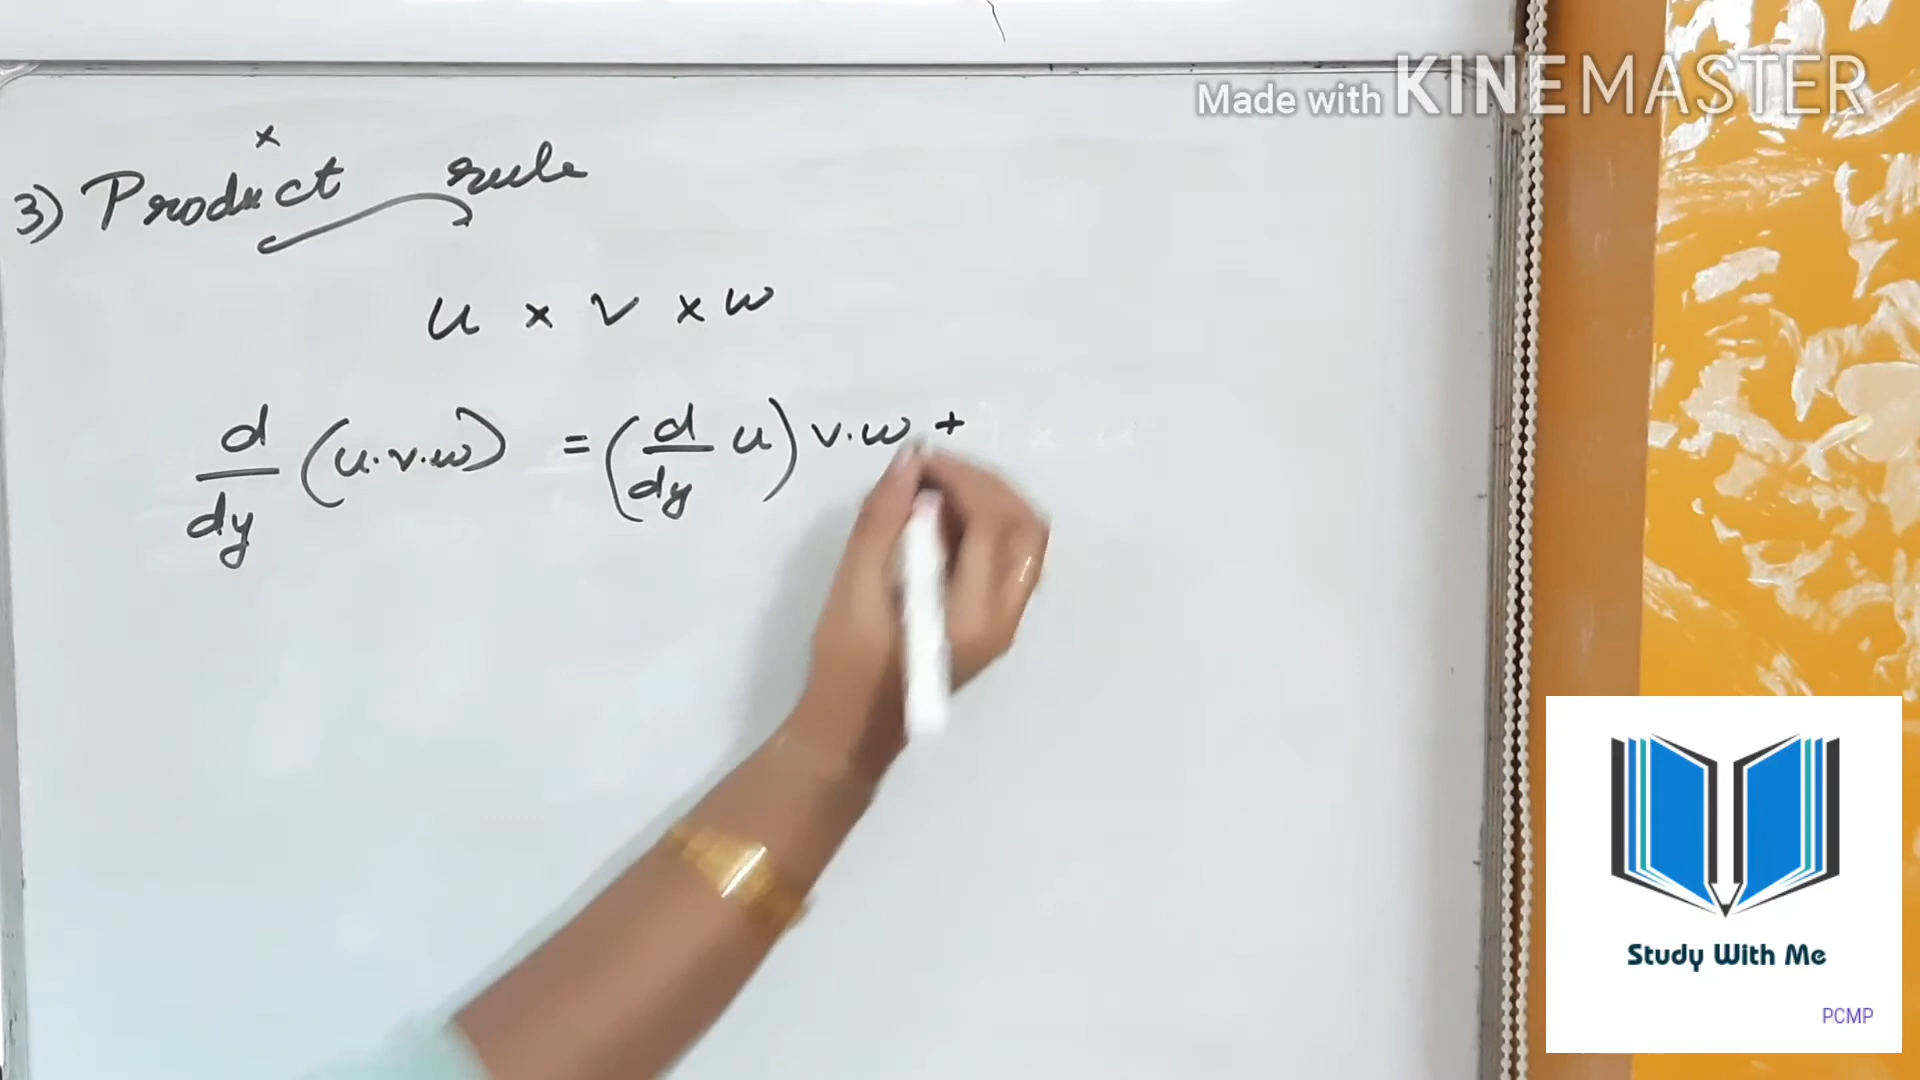 Made with KINEMASTER
×
3) Product rule
u × v × w
d/dy (u.v.w) = (d/dy u) v.w +
Study With Me
PCMP